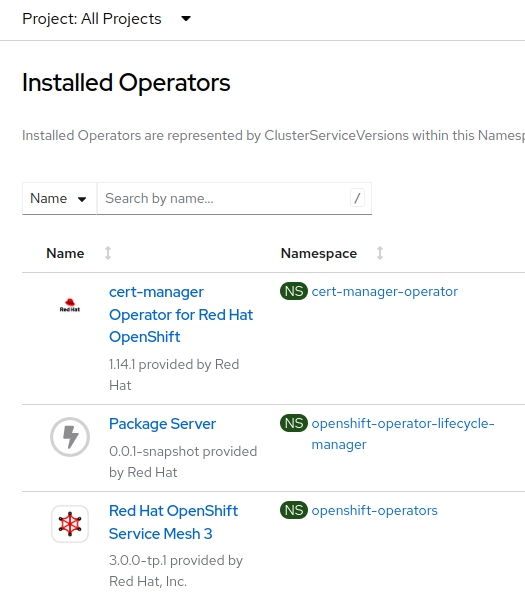 Project: All Projects
Installed Operators
Installed Operators are represented by ClusterServiceVersions within this Namesp
Name
Search by name...
/
Name
Namespace
Red Hat
cert-manager
Operator for Red Hat
OpenShift
1.14.1 provided by Red
Hat
NS cert-manager-operator
Package Server
0.0.1-snapshot provided
by Red Hat
NS openshift-operator-lifecycle-
manager
Red Hat OpenShift
Service Mesh 3
3.0.0-tp.1 provided by
Red Hat, Inc.
NS openshift-operators